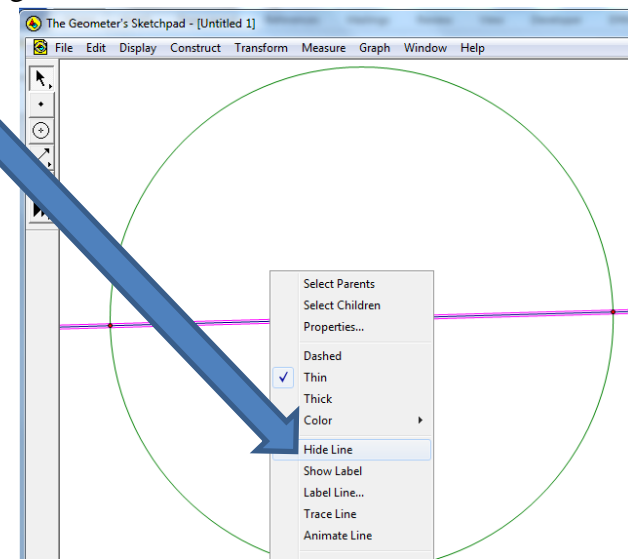 The Geometer's Sketchpad - [Untitled 1]
File Edit Display Construct Transform Measure Graph Window Help
Select Parents
Select Children
Properties...
Dashed
Thin
Thick
Color
Hide Line
Show Label
Label Line...
Trace Line
Animate Line